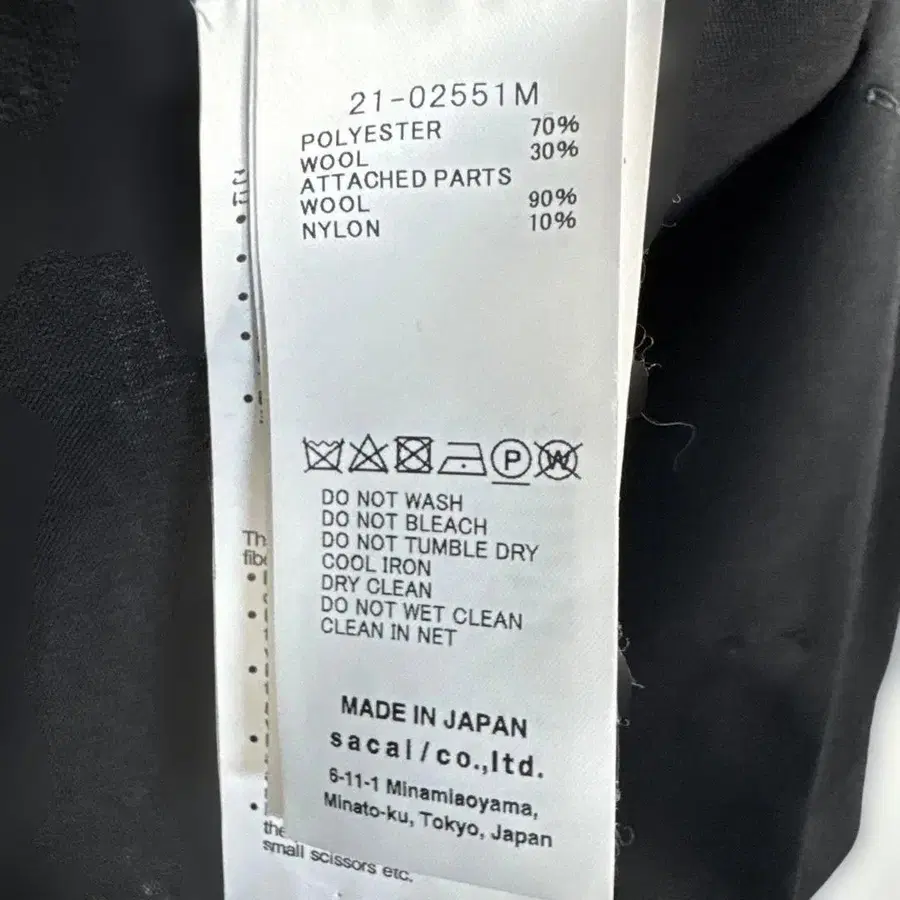 21-02551M
POLYESTER 70%
WOOL 30%
ATTACHED PARTS
WOOL 90%
NYLON 10%
P W
DO NOT WASH
DO NOT BLEACH
DO NOT TUMBLE DRY
COOL IRON
DRY CLEAN
DO NOT WET CLEAN
CLEAN IN NET
MADE IN JAPAN
sacai/co.,ltd.
6-11-1 Minamiaoyama,
Minato-ku, Tokyo, Japan
the
small scissors etc.